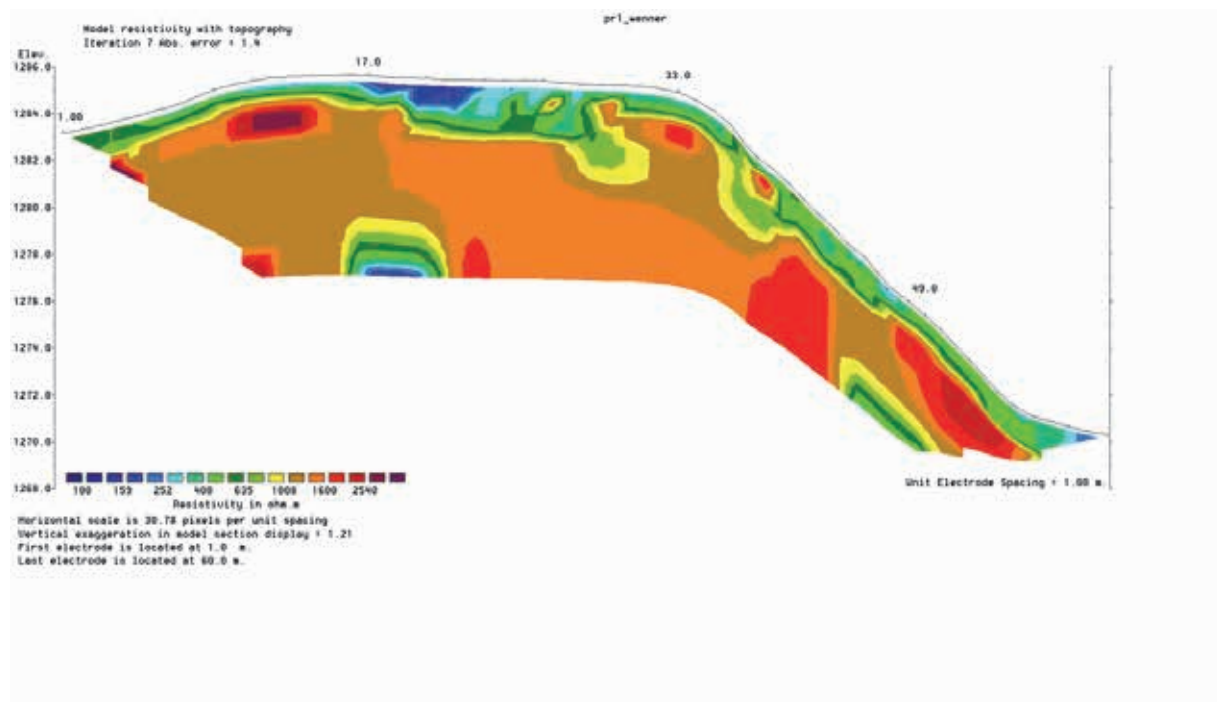 pr1_wenner
Model resistivity with topography
Iteration 7 Abs. error = 1.4
Elev.
1286.0
17.0
33.0
1284.0
1.00
1282.0
1280.0
1278.0
1276.0
49.0
1274.0
1272.0
1270.0
1268.0
100 159 252 400 635 1008 1600 2540
Resistivity in ohm.m
Unit Electrode Spacing = 1.00 m.
Horizontal scale is 30.78 pixels per unit spacing
Vertical exaggeration in model section display = 1.21
First electrode is located at 1.0 m.
Last electrode is located at 60.0 m.